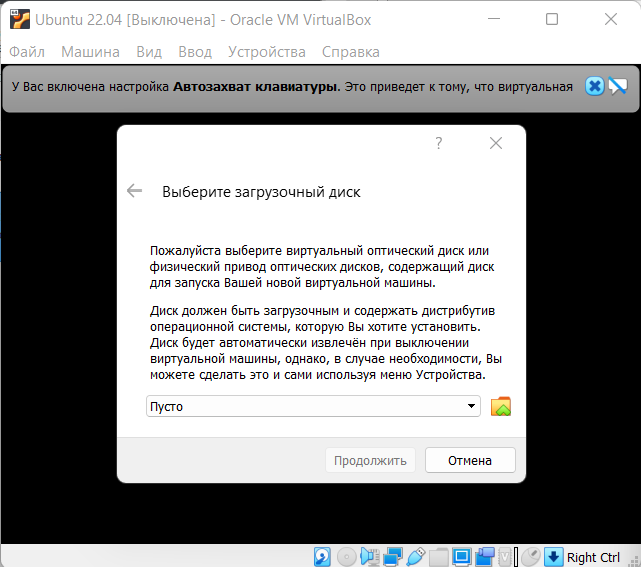 Ubuntu 22.04 [Выключена] - Oracle VM VirtualBox
Файл Машина Вид Ввод Устройства Справка
У Вас включена настройка Автозахват клавиатуры. Это приведет к тому, что виртуальная
?
Выберите загрузочный диск
Пожалуйста выберите виртуальный оптический диск или
физический привод оптических дисков, содержащий диск
для запуска Вашей новой виртуальной машины.
Диск должен быть загрузочным и содержать дистрибутив
операционной системы, которую Вы хотите установить.
Диск будет автоматически извлечён при выключении
виртуальной машины, однако, в случае необходимости, Вы
можете сделать это и сами используя меню Устройства.
Пусто
Продолжить Отмена
Right Ctrl